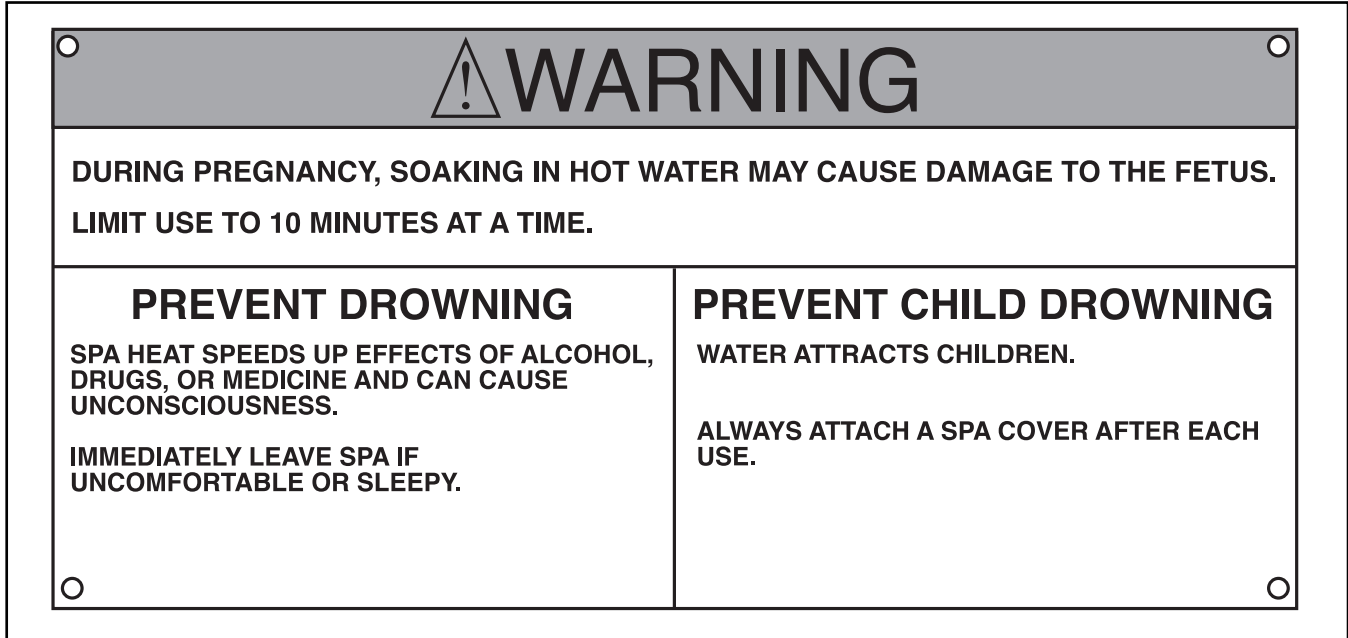 WARNING
DURING PREGNANCY, SOAKING IN HOT WATER MAY CAUSE DAMAGE TO THE FETUS.
LIMIT USE TO 10 MINUTES AT A TIME.
PREVENT DROWNING
SPA HEAT SPEEDS UP EFFECTS OF ALCOHOL,
DRUGS, OR MEDICINE AND CAN CAUSE
UNCONSCIOUSNESS.
IMMEDIATELY LEAVE SPA IF
UNCOMFORTABLE OR SLEEPY.
PREVENT CHILD DROWNING
WATER ATTRACTS CHILDREN.
ALWAYS ATTACH A SPA COVER AFTER EACH
USE.